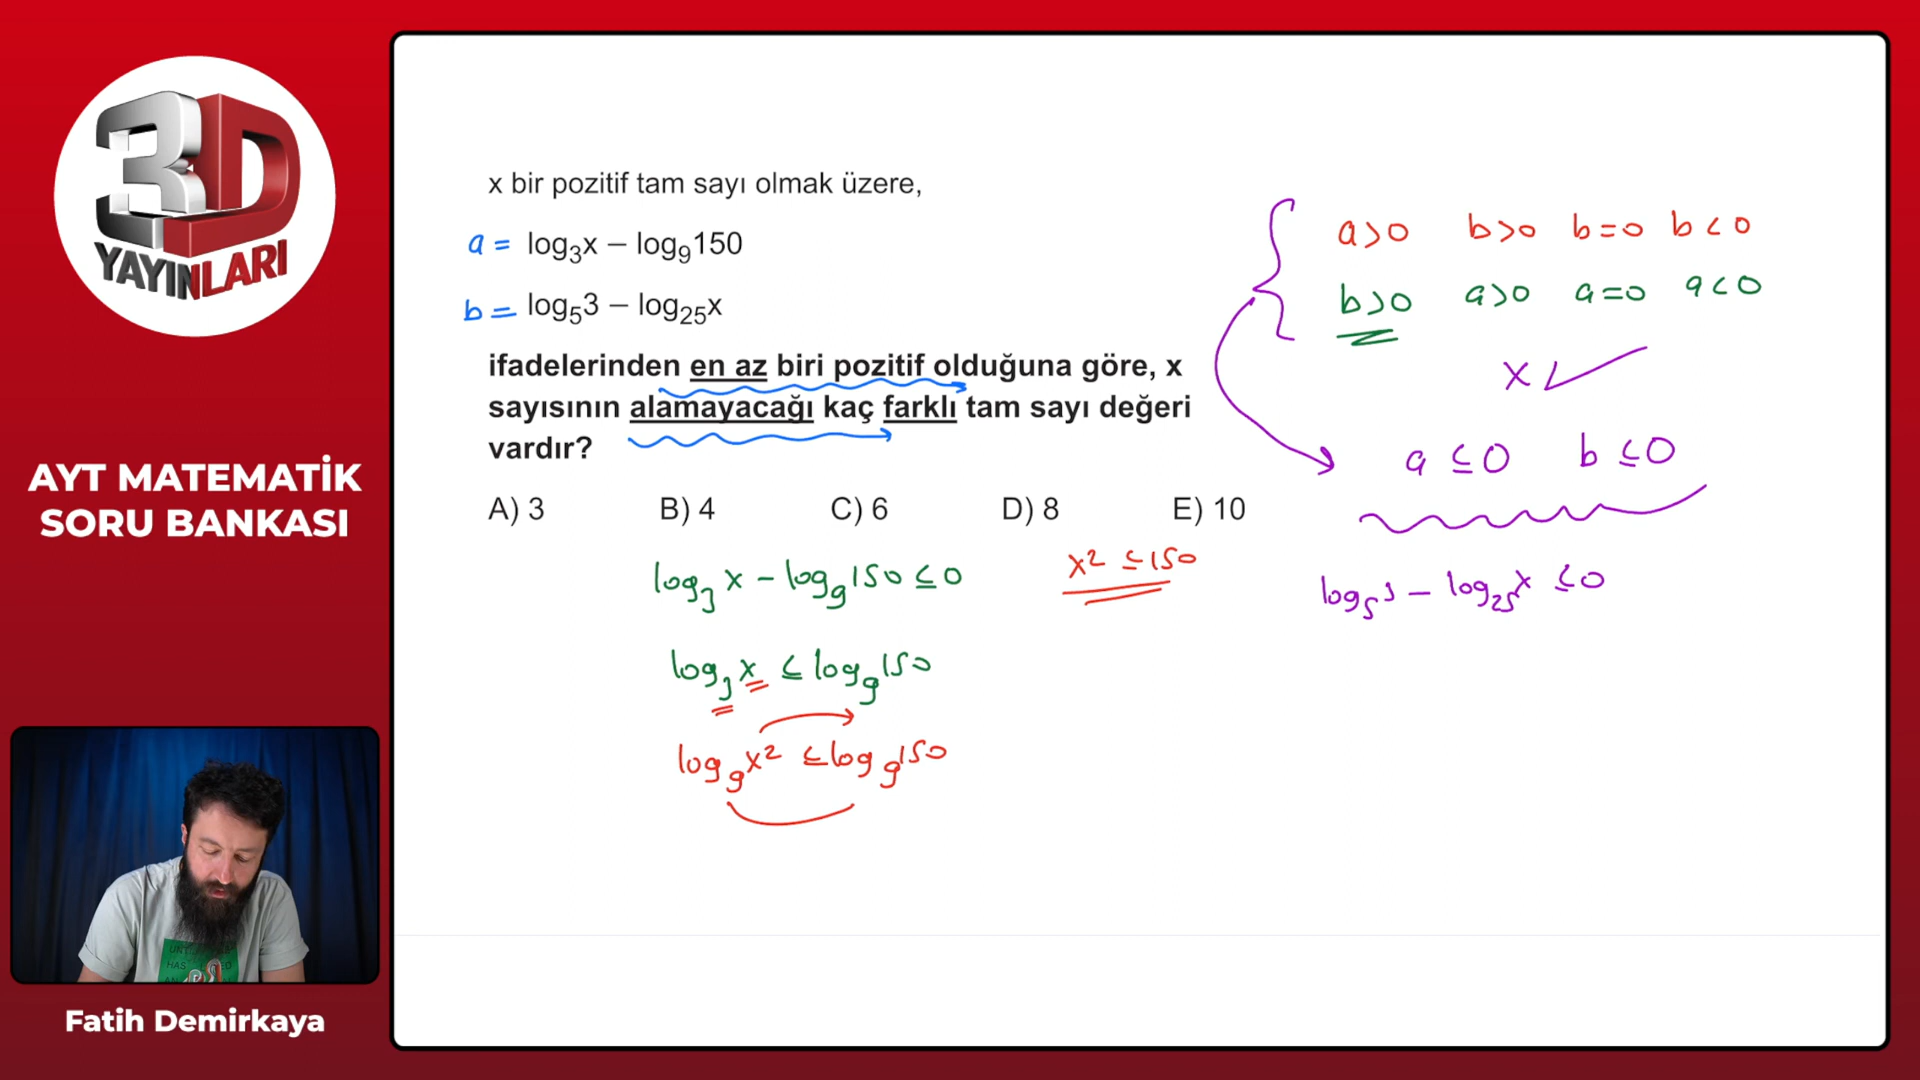 3D
YAYINLARI
AYT MATEMATİK
SORU BANKASI
Fatih Demirkaya
x bir pozitif tam sayı olmak üzere,
a = log₃x – log₉150
b = log₅3 – log₂₅x
ifadelerinden en az biri pozitif olduğuna göre, x
sayısının alamayacağı kaç farklı tam sayı değeri
vardır?
A) 3 B) 4 C) 6 D) 8 E) 10
log₃x – log₉150 ≤ 0
x² ≤ 150
log₃x ≤ log₉150
log₉x² ≤ log₉150
a>0 b>0 b=0 b<0
b>0 a>0 a=0 a<0
x
a ≤0 b ≤0
log₅3 – log₂₅x ≤0